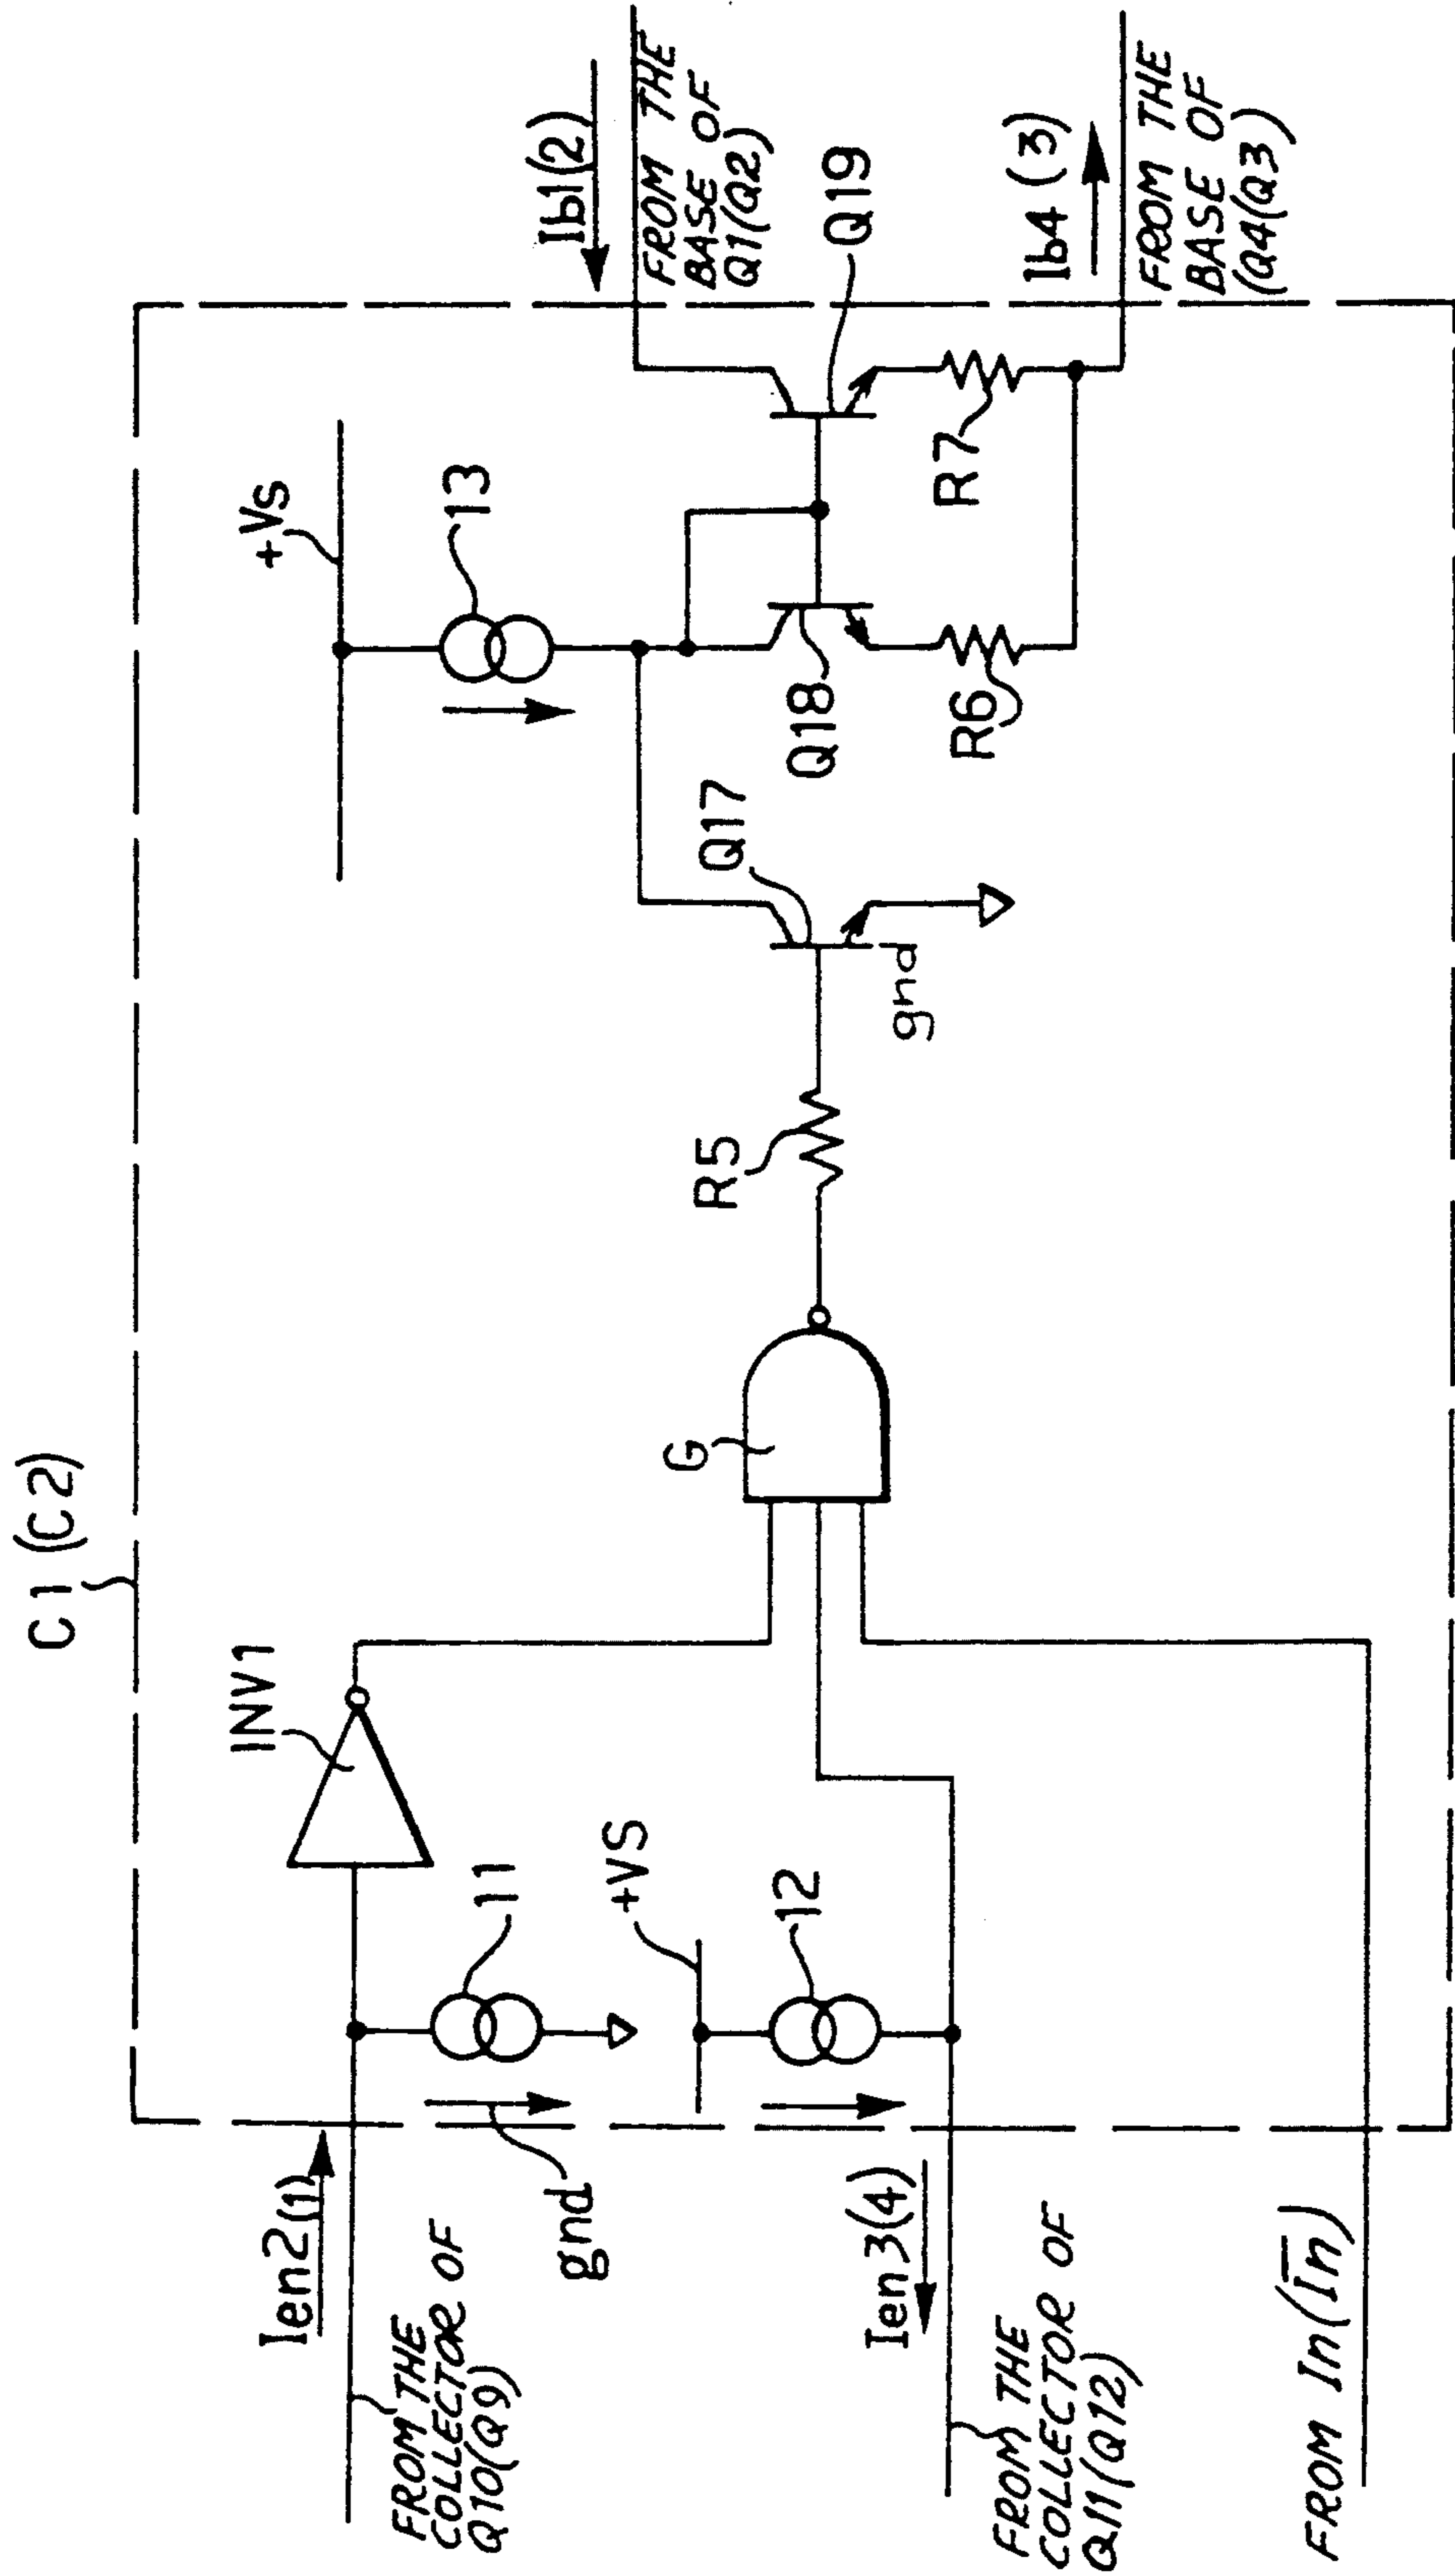 C1 (C2)
INV1
+Vs
13
Ib1(2)
FROM THE
BASE OF
Q1(Q2)
Ien2(1)
FROM THE
COLLECTOR OF
Q10(Q9)
11
gnd
+VS
12
G
R5
Q17
gnd
Q18
Q19
R6
R7
Ib4 (3)
FROM THE
BASE OF
(Q4(Q3)
Ien3(4)
FROM THE
COLLECTOR OF
Q11(Q12)
FROM In(I̅n̅)